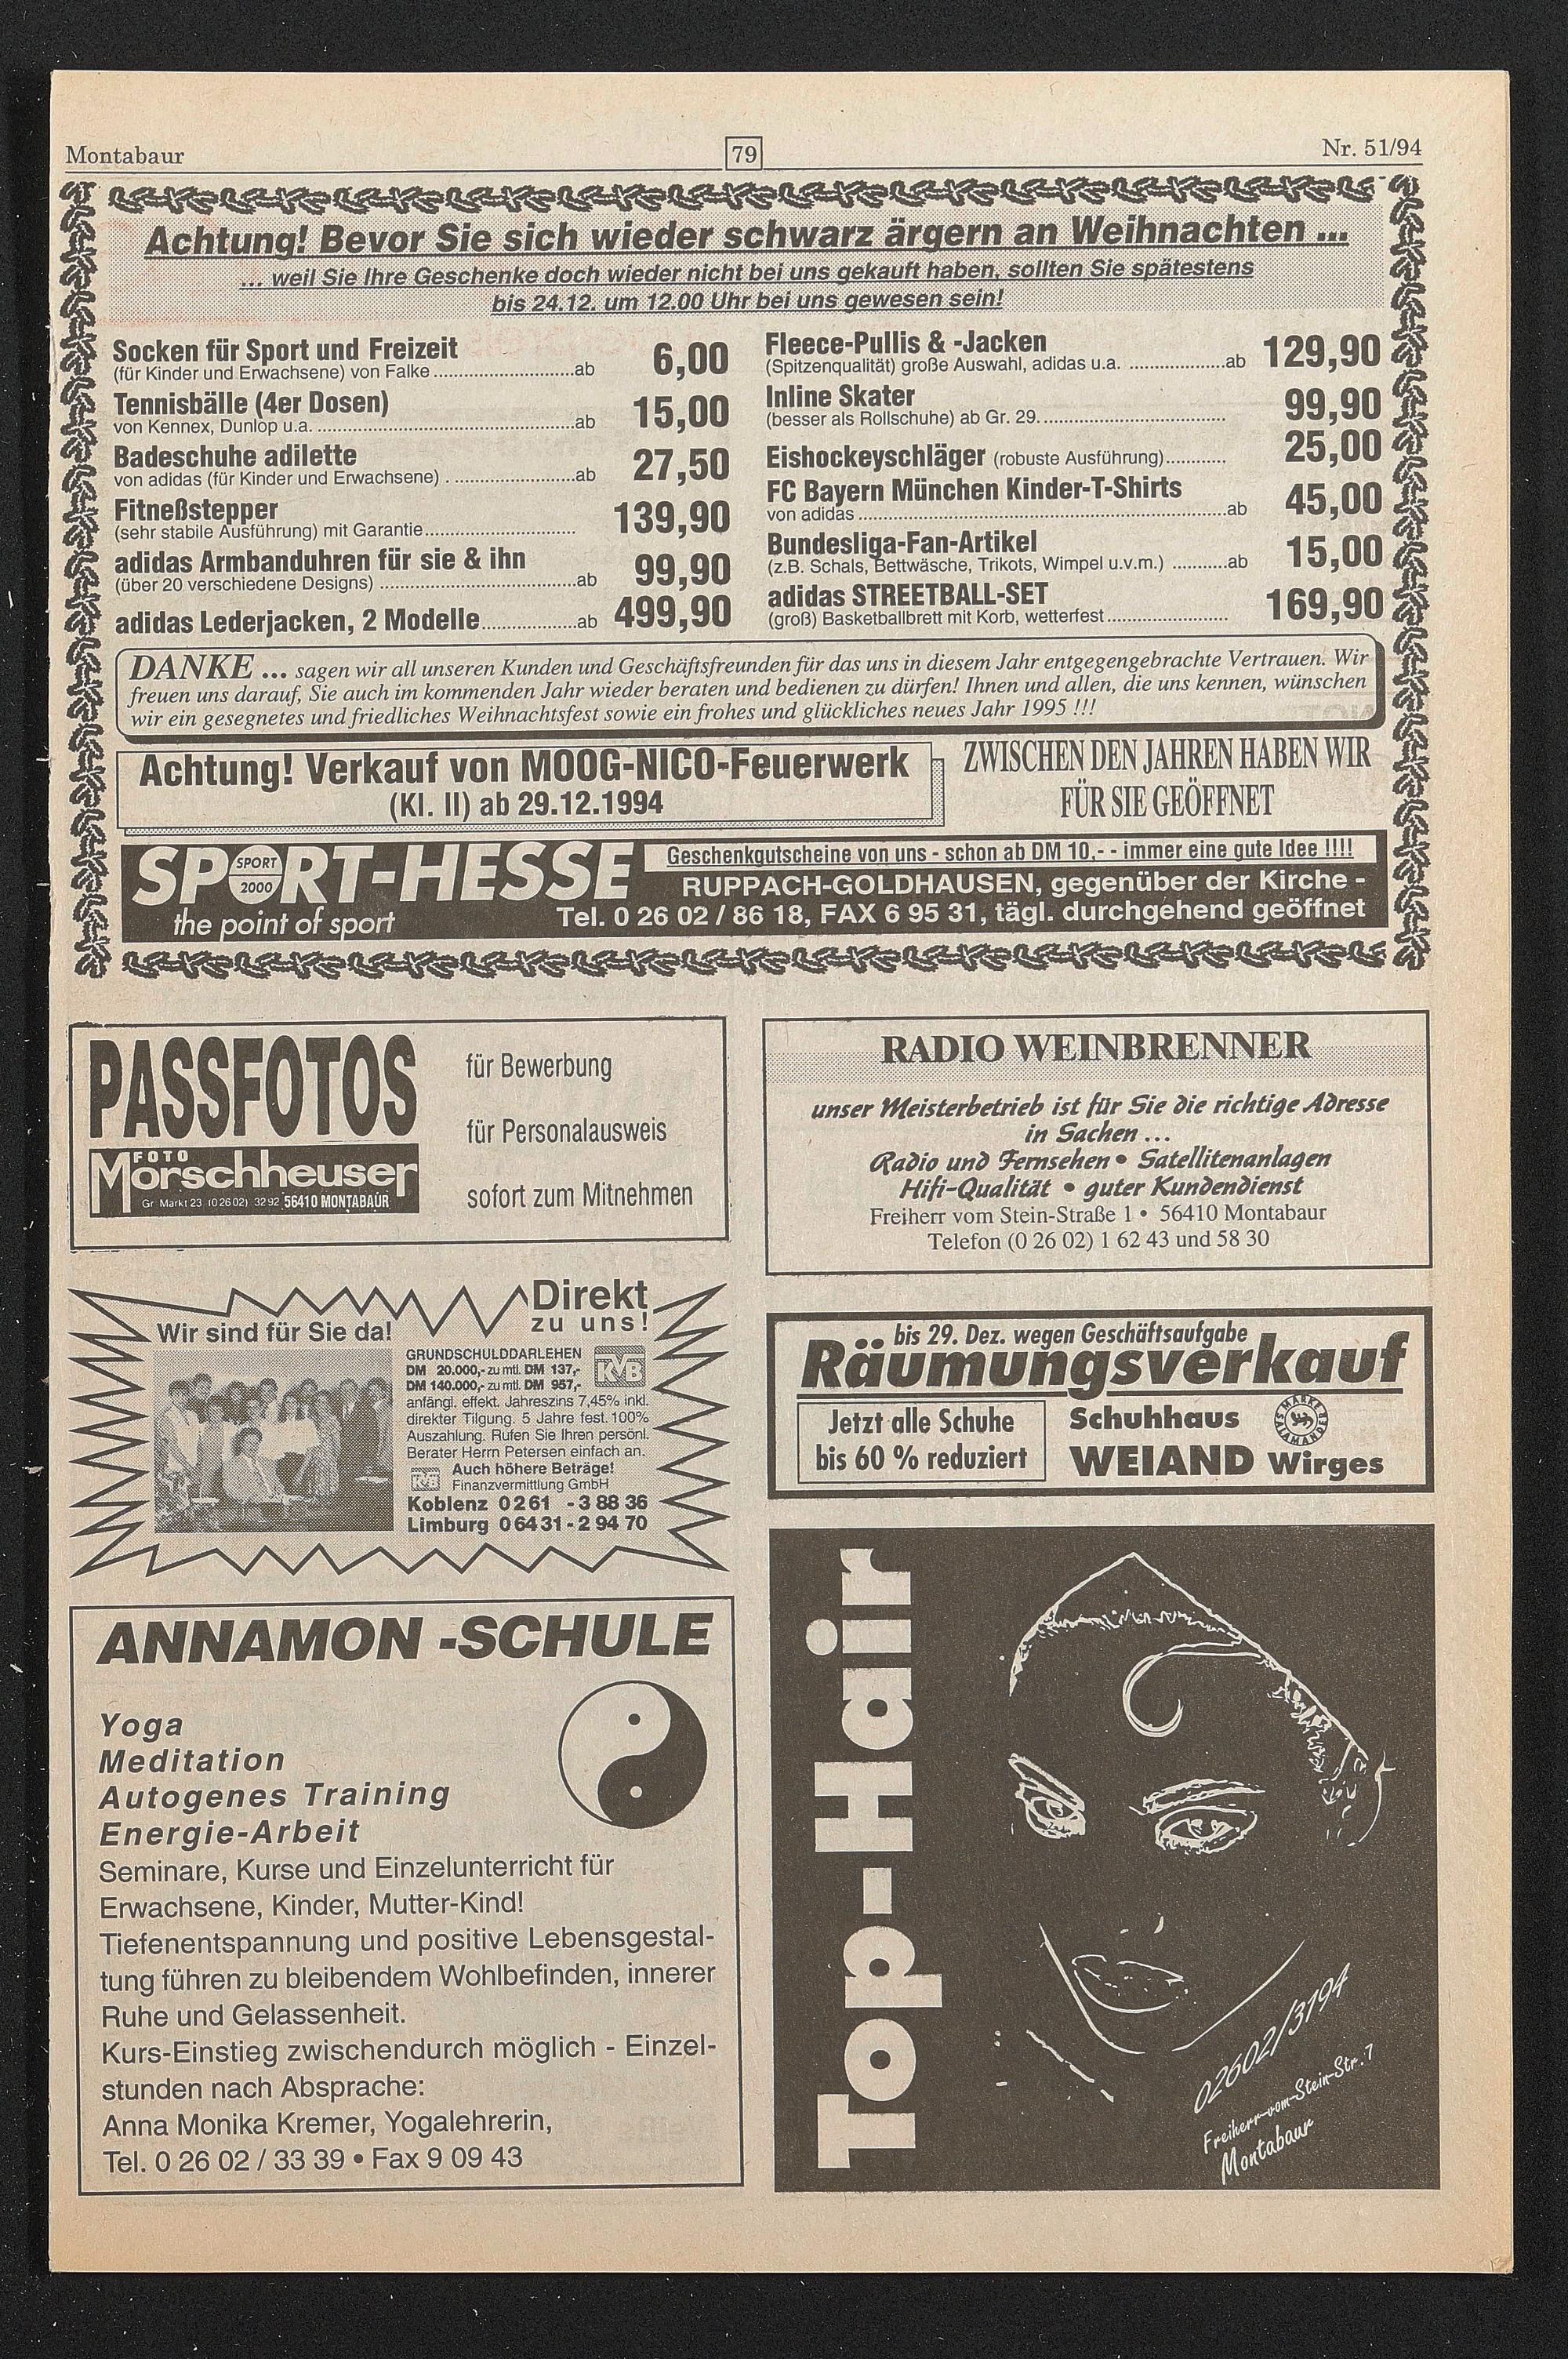 Montabaur
79
Nr. 51/94
Achtung! Bevor Sie sich wieder schwarz ärgern an Weihnachten ...
... weil Sie Ihre Geschenke doch wieder nicht bei uns gekauft haben, sollten Sie spätestens
bis 24.12. um 12.00 Uhr bei uns gewesen sein!
Socken für Sport und Freizeit
(für Kinder und Erwachsene) von Falke ... ab 6,00
Tennisbälle (4er Dosen)
von Kennex, Dunlop u.a. ... ab 15,00
Badeschuhe adilette
von adidas (für Kinder und Erwachsene) ... ab 27,50
Fitneßstepper
(sehr stabile Ausführung) mit Garantie ... 139,90
adidas Armbanduhren für sie & ihn
(über 20 verschiedene Designs) ... ab 99,90
adidas Lederjacken, 2 Modelle ... ab 499,90
Fleece-Pullis & -Jacken
(Spitzenqualität) große Auswahl, adidas u.a. ... ab 129,90
Inline Skater
(besser als Rollschuhe) ab Gr. 29 ... 99,90
Eishockeyschläger (robuste Ausführung) ... 25,00
FC Bayern München Kinder-T-Shirts
von adidas ... ab 45,00
Bundesliga-Fan-Artikel
(z.B. Schals, Bettwäsche, Trikots, Wimpel u.v.m.) ... ab 15,00
adidas STREETBALL-SET
(groß) Basketballbrett mit Korb, wetterfest ... 169,90
DANKE ... sagen wir all unseren Kunden und Geschäftsfreunden für das uns in diesem Jahr entgegengebrachte Vertrauen. Wir
freuen uns darauf, Sie auch im kommenden Jahr wieder beraten und bedienen zu dürfen! Ihnen und allen, die uns kennen, wünschen
wir ein gesegnetes und friedliches Weihnachtsfest sowie ein frohes und glückliches neues Jahr 1995 !!!
Achtung! Verkauf von MOOG-NICO-Feuerwerk
(Kl. II) ab 29.12.1994
ZWISCHEN DEN JAHREN HABEN WIR
FÜR SIE GEÖFFNET
SPORT-HESSE
SPORT
2000
the point of sport
Geschenkgutscheine von uns - schon ab DM 10,- - immer eine gute Idee !!!!
RUPPACH-GOLDHAUSEN, gegenüber der Kirche -
Tel. 0 26 02 / 86 18, FAX 6 95 31, tägl. durchgehend geöffnet
PASSFOTOS
FOTO
Morschheuser
Gr. Markt 23 (02602) 3292 56410 MONTABAUR
für Bewerbung
für Personalausweis
sofort zum Mitnehmen
RADIO WEINBRENNER
unser Meisterbetrieb ist für Sie die richtige Adresse
in Sachen ...
Radio und Fernsehen • Satellitenanlagen
Hifi-Qualität • guter Kundendienst
Freiherr vom Stein-Straße 1 • 56410 Montabaur
Telefon (0 26 02) 1 62 43 und 58 30
Wir sind für Sie da!
Direkt
zu uns!
GRUNDSCHULDDARLEHEN
DM 20.000,- zu mtl. DM 137,-
DM 140.000,- zu mtl. DM 957,-
KVB
anfängl. effekt. Jahreszins 7,45% inkl.
direkter Tilgung. 5 Jahre fest. 100%
Auszahlung. Rufen Sie Ihren persönl.
Berater Herrn Petersen einfach an.
Auch höhere Beträge!
KVB Finanzvermittlung GmbH
Koblenz 0261 - 3 88 36
Limburg 0 64 31 - 2 94 70
bis 29. Dez. wegen Geschäftsaufgabe
Räumungsverkauf
Jetzt alle Schuhe
bis 60 % reduziert
Schuhhaus
WEIAND Wirges
ANNAMON -SCHULE
Yoga
Meditation
Autogenes Training
Energie-Arbeit
Seminare, Kurse und Einzelunterricht für
Erwachsene, Kinder, Mutter-Kind!
Tiefenentspannung und positive Lebensgestal-
tung führen zu bleibendem Wohlbefinden, innerer
Ruhe und Gelassenheit.
Kurs-Einstieg zwischendurch möglich - Einzel-
stunden nach Absprache:
Anna Monika Kremer, Yogalehrerin,
Tel. 0 26 02 / 33 39 • Fax 9 09 43
Top-Hair
02602/3194
Freiherr-vom-Stein-Str. 7
Montabaur